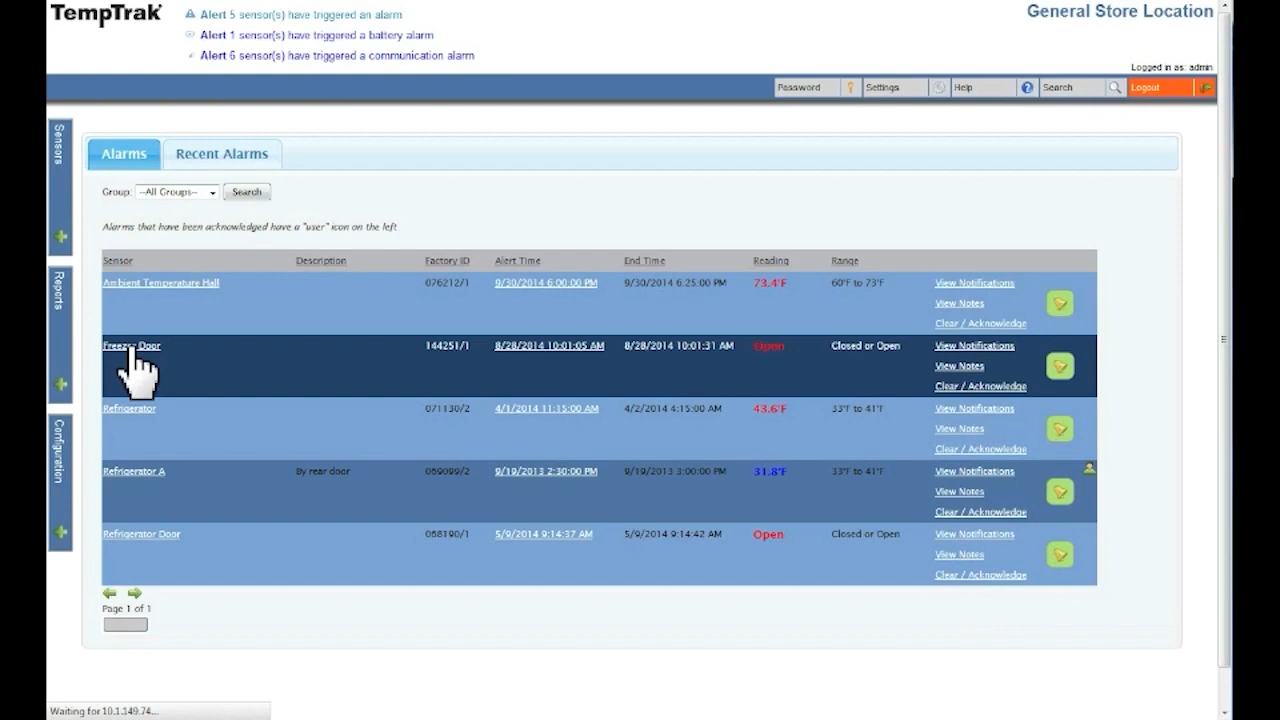 TempTrak
Alert 5 sensor(s) have triggered an alarm
Alert 1 sensor(s) have triggered a battery alarm
Alert 6 sensor(s) have triggered a communication alarm
General Store Location
Logged in as: admin
Password Settings Help Search Logout
Sensors
Reports
Configuration
Alarms Recent Alarms
Group: --All Groups-- Search
Alarms that have been acknowledged have a "user" icon on the left
Sensor Description Factory ID Alert Time End Time Reading Range
Ambient Temperature Hall 076212/1 9/30/2014 6:00:00 PM 9/30/2014 6:25:00 PM 73.4°F 60°F to 73°F View Notifications
View Notes
Clear / Acknowledge
Door 144251/1 8/28/2014 10:01:05 AM 8/28/2014 10:01:31 AM Open Closed or Open View Notifications
View Notes
Clear / Acknowledge
Refrigerator 071130/2 4/1/2014 11:15:00 AM 4/2/2014 4:15:00 AM 43.6°F 33°F to 41°F View Notifications
View Notes
Clear / Acknowledge
Refrigerator A By rear door 069099/2 9/19/2013 2:30:00 PM 9/19/2013 3:00:00 PM 31.8°F 33°F to 41°F View Notifications
View Notes
Clear / Acknowledge
Refrigerator Door 068190/1 5/9/2014 9:14:37 AM 5/9/2014 9:14:42 AM Open Closed or Open View Notifications
View Notes
Clear / Acknowledge
Page 1 of 1
Waiting for 10.1.149.74...